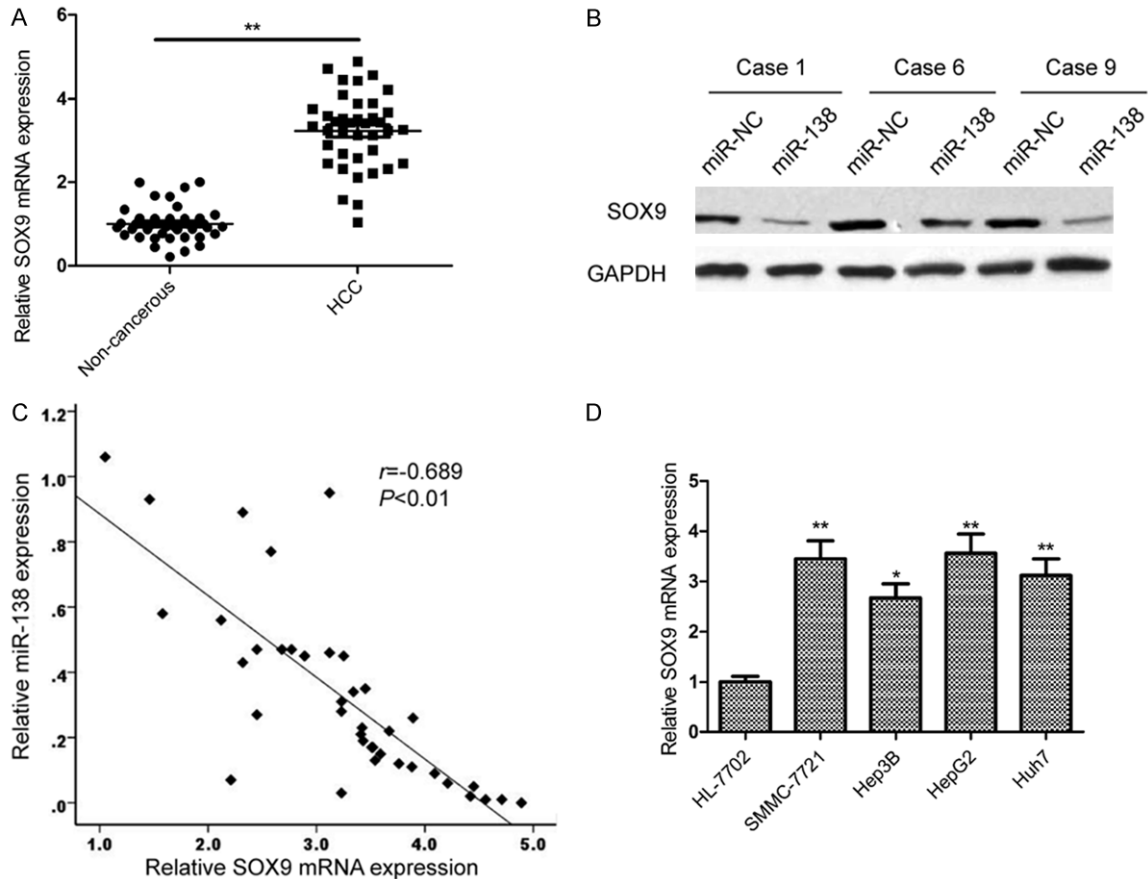 A
Relative SOX9 mRNA expression
6
4
2
0
**
Non-cancerous
HCC
B
Case 1
Case 6
Case 9
miR-NC
miR-138
miR-NC
miR-138
miR-NC
miR-138
SOX9
GAPDH
C
Relative miR-138 expression
1.2
1.0
.8
.6
.4
.2
.0
r=-0.689
P<0.01
1.0
2.0
3.0
4.0
5.0
Relative SOX9 mRNA expression
D
Relative SOX9 mRNA expression
5
4
3
2
1
0
**
*
**
**
HL-7702
SMMC-7721
Hep3B
HepG2
Huh7